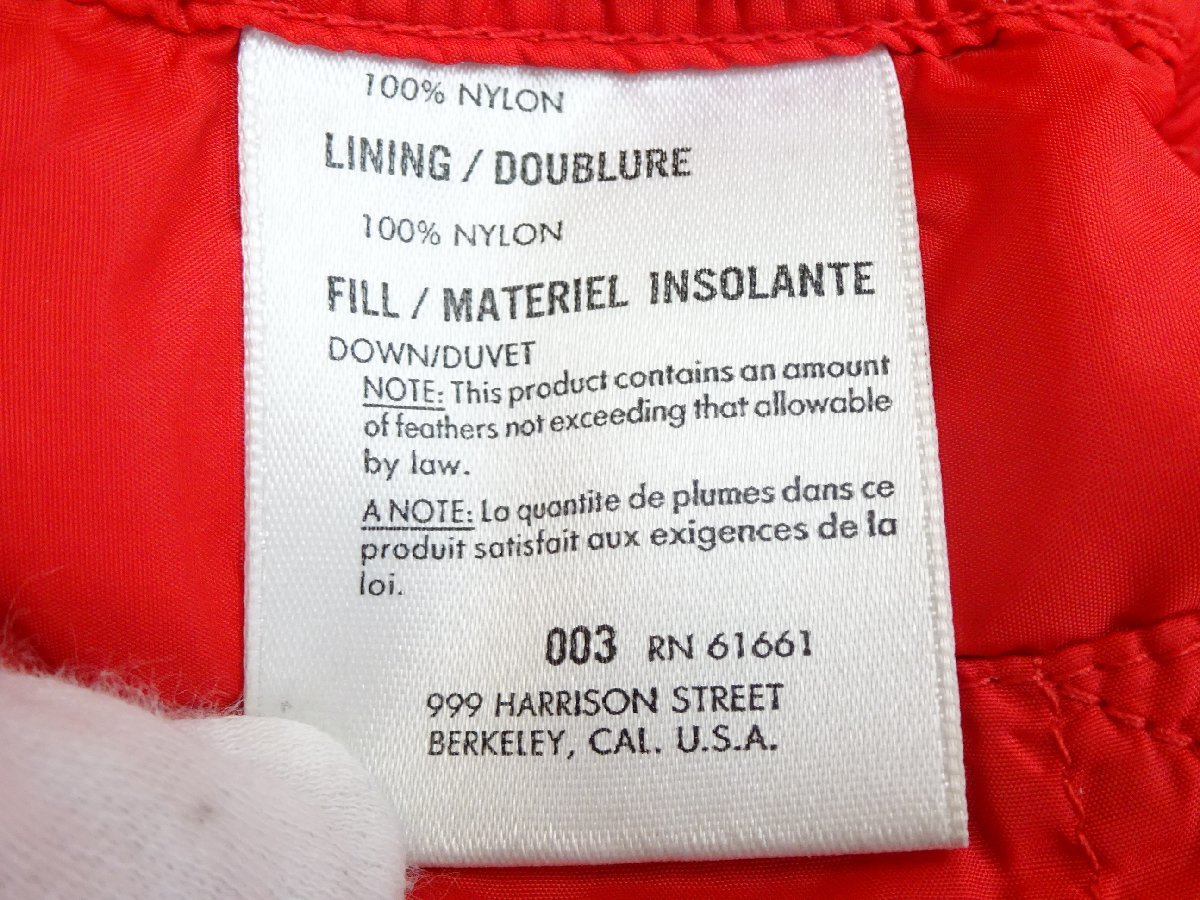 100% NYLON
LINING / DOUBLURE
100% NYLON
FILL / MATERIEL INSOLANTE
DOWN/DUVET
NOTE: This product contains an amount
of feathers not exceeding that allowable
by law.
A NOTE: La quantite de plumes dans ce
produit satisfait aux exigences de la
loi.
003 RN 61661
999 HARRISON STREET
BERKELEY, CAL. U.S.A.